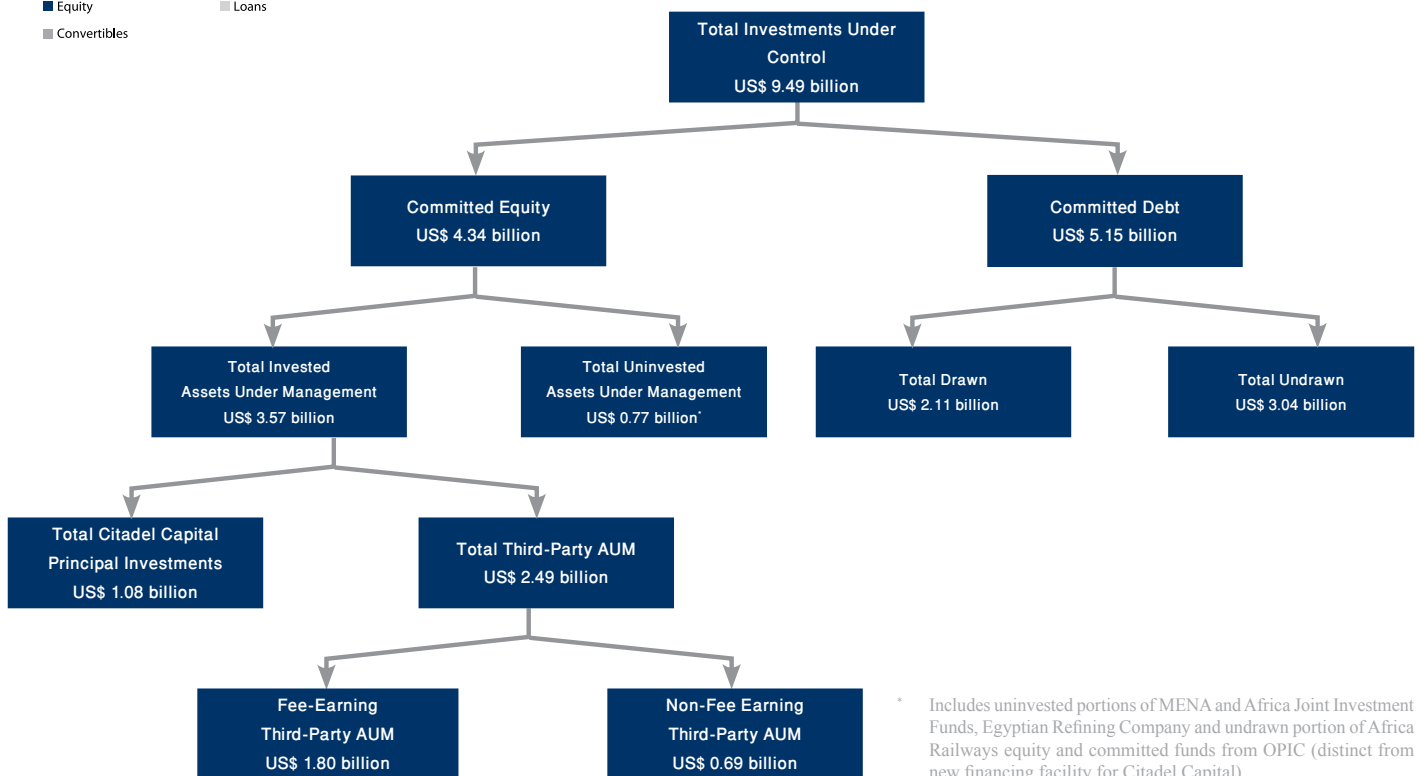 Equity
Loans
Convertibles
Total Investments Under
Control
US$ 9.49 billion
Committed Equity
US$ 4.34 billion
Committed Debt
US$ 5.15 billion
Total Invested
Assets Under Management
US$ 3.57 billion
Total Uninvested
Assets Under Management
US$ 0.77 billion*
Total Drawn
US$ 2.11 billion
Total Undrawn
US$ 3.04 billion
Total Citadel Capital
Principal Investments
US$ 1.08 billion
Total Third-Party AUM
US$ 2.49 billion
Fee-Earning
Third-Party AUM
US$ 1.80 billion
Non-Fee Earning
Third-Party AUM
US$ 0.69 billion
* Includes uninvested portions of MENA and Africa Joint Investment
Funds, Egyptian Refining Company and undrawn portion of Africa
Railways equity and committed funds from OPIC (distinct from
new financing facility for Citadel Capital)